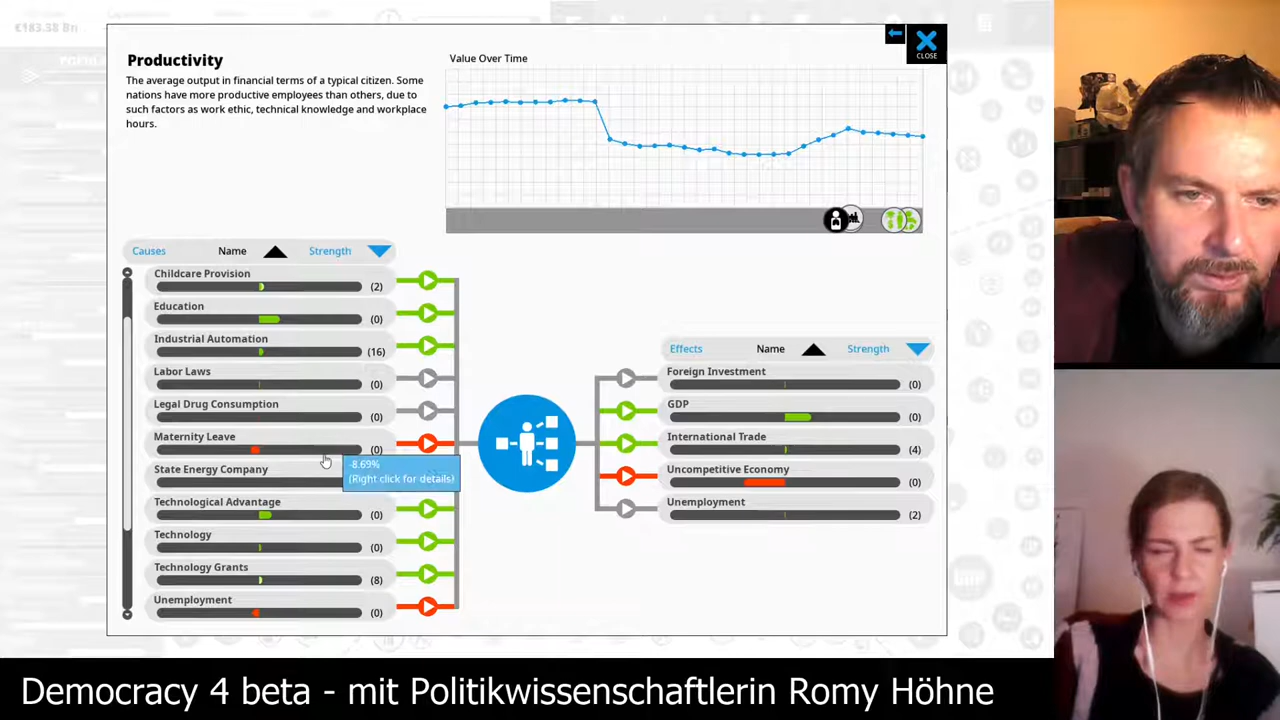 €183.38 Bn
Productivity
The average output in financial terms of a typical citizen. Some
nations have more productive employees than others, due to
such factors as work ethic, technical knowledge and workplace
hours.
Value Over Time
CLOSE
Causes Name Strength
Childcare Provision
(2)
Education
(0)
Industrial Automation
(16)
Labor Laws
(0)
Legal Drug Consumption
(0)
Maternity Leave
(0)
-8.69%
(Right click for details)
State Energy Company
Technological Advantage
(0)
Technology
(0)
Technology Grants
(8)
Unemployment
(0)
Effects Name Strength
Foreign Investment
(0)
GDP
(0)
International Trade
(4)
Uncompetitive Economy
(0)
Unemployment
(2)
Democracy 4 beta - mit Politikwissenschaftlerin Romy Höhne